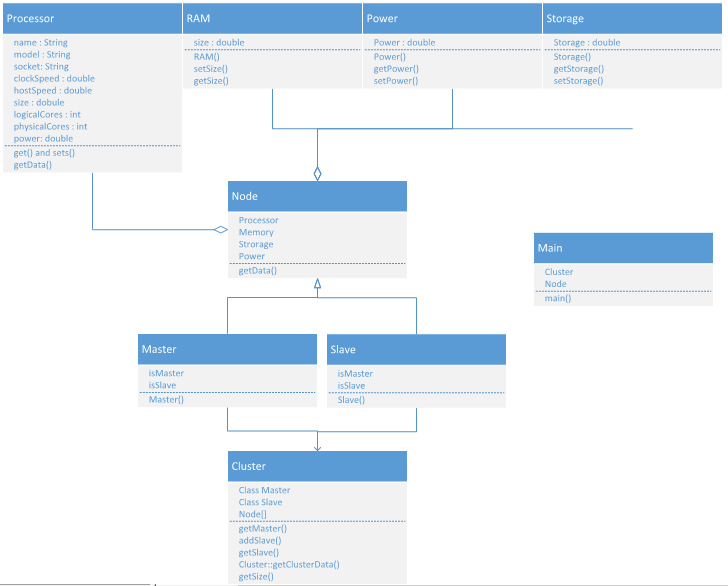 Processor
name : String
model : String
socket: String
clockSpeed : double
hostSpeed : double
size : dobule
logicalCores : int
physicalCores : int
power: double
get() and sets()
getData()
RAM
size : double
RAM()
setSize()
getSize()
Power
Power : double
Power()
getPower()
setPower()
Storage
Storage : double
Storage()
getStorage()
setStorage()
Node
Processor
Memory
Strorage
Power
getData()
Main
Cluster
Node
main()
Master
isMaster
isSlave
Master()
Slave
isMaster
isSlave
Slave()
Cluster
Class Master
Class Slave
Node[]
getMaster()
addSlave()
getSlave()
Cluster::getClusterData()
getSize()